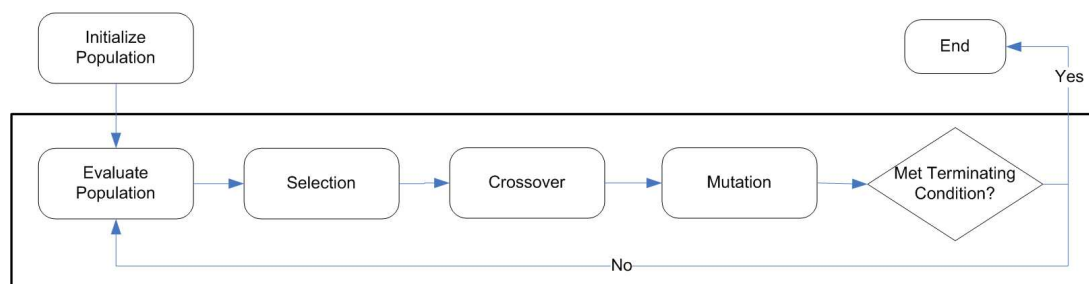 Initialize
Population
End
Yes
Evaluate
Population
Selection
Crossover
Mutation
Met Terminating
Condition?
No